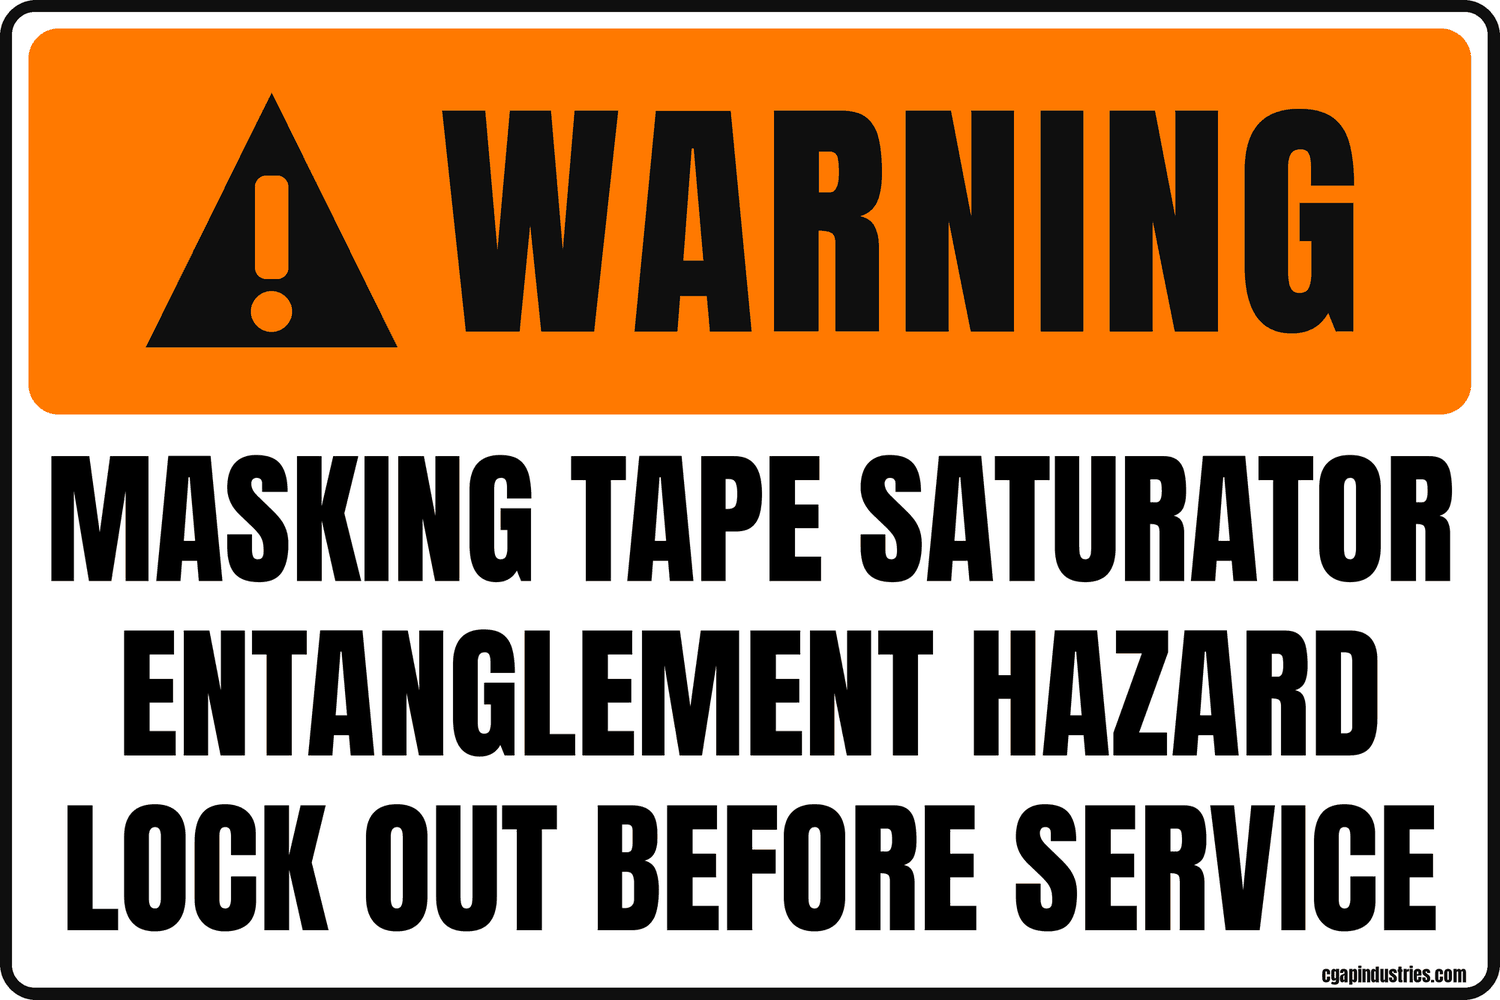 WARNING
MASKING TAPE SATURATOR
ENTANGLEMENT HAZARD
LOCK OUT BEFORE SERVICE
cgapindustries.com